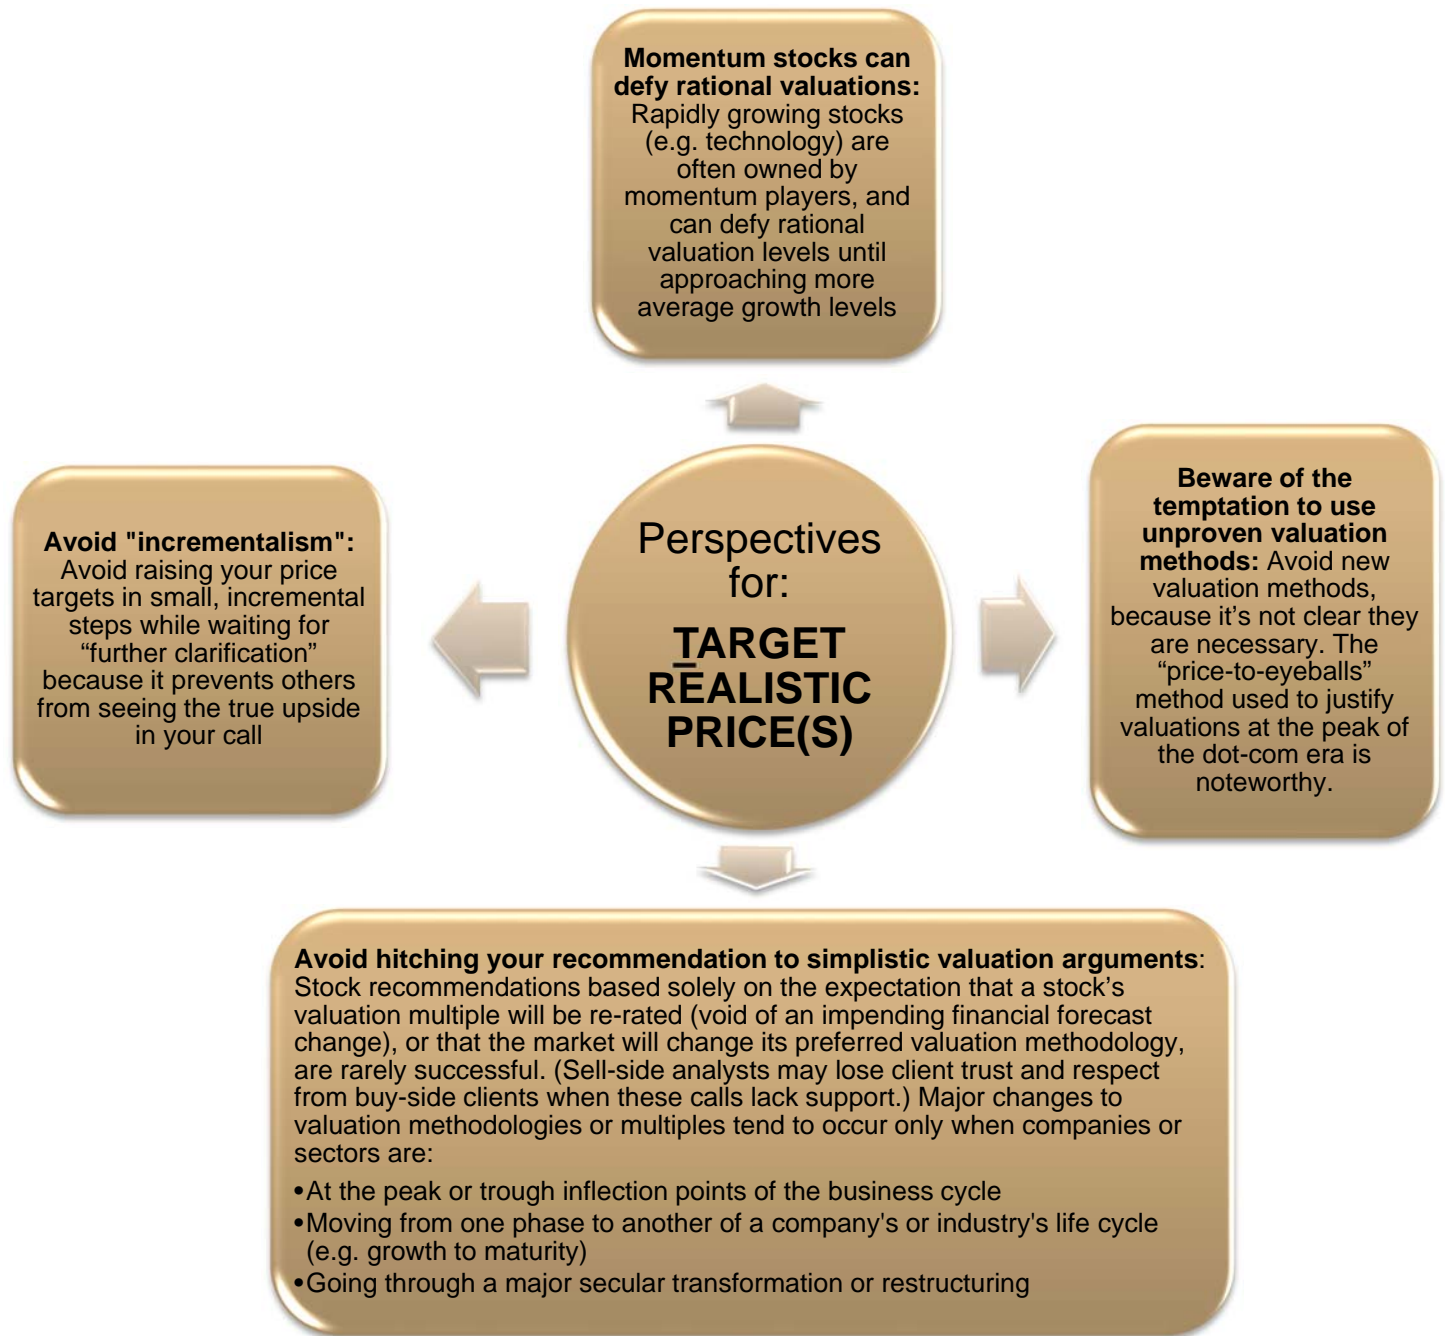 Momentum stocks can
defy rational valuations:
Rapidly growing stocks
(e.g. technology) are
often owned by
momentum players, and
can defy rational
valuation levels until
approaching more
average growth levels
Avoid "incrementalism":
Avoid raising your price
targets in small, incremental
steps while waiting for
“further clarification”
because it prevents others
from seeing the true upside
in your call
Perspectives
for:
TARGET
REALISTIC
PRICE(S)
Beware of the
temptation to use
unproven valuation
methods: Avoid new
valuation methods,
because it’s not clear they
are necessary. The
“price-to-eyeballs”
method used to justify
valuations at the peak of
the dot-com era is
noteworthy.
Avoid hitching your recommendation to simplistic valuation arguments:
Stock recommendations based solely on the expectation that a stock’s
valuation multiple will be re-rated (void of an impending financial forecast
change), or that the market will change its preferred valuation methodology,
are rarely successful. (Sell-side analysts may lose client trust and respect
from buy-side clients when these calls lack support.) Major changes to
valuation methodologies or multiples tend to occur only when companies or
sectors are:
•At the peak or trough inflection points of the business cycle
•Moving from one phase to another of a company's or industry's life cycle
(e.g. growth to maturity)
•Going through a major secular transformation or restructuring